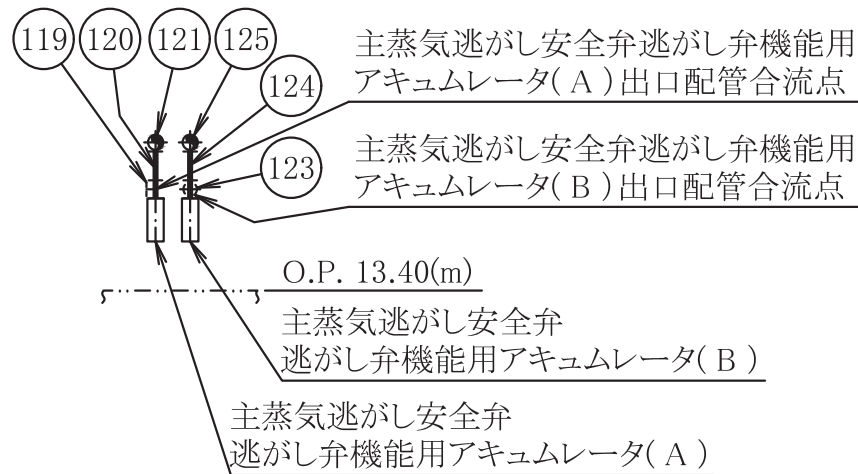 119 120 121 125
主蒸気逃がし安全弁逃がし弁機能用
アキュムレータ( A )出口配管合流点
124
主蒸気逃がし安全弁逃がし弁機能用
アキュムレータ( B )出口配管合流点
123
O.P. 13.40(m)
主蒸気逃がし安全弁
逃がし弁機能用アキュムレータ( B )
主蒸気逃がし安全弁
逃がし弁機能用アキュムレータ( A )